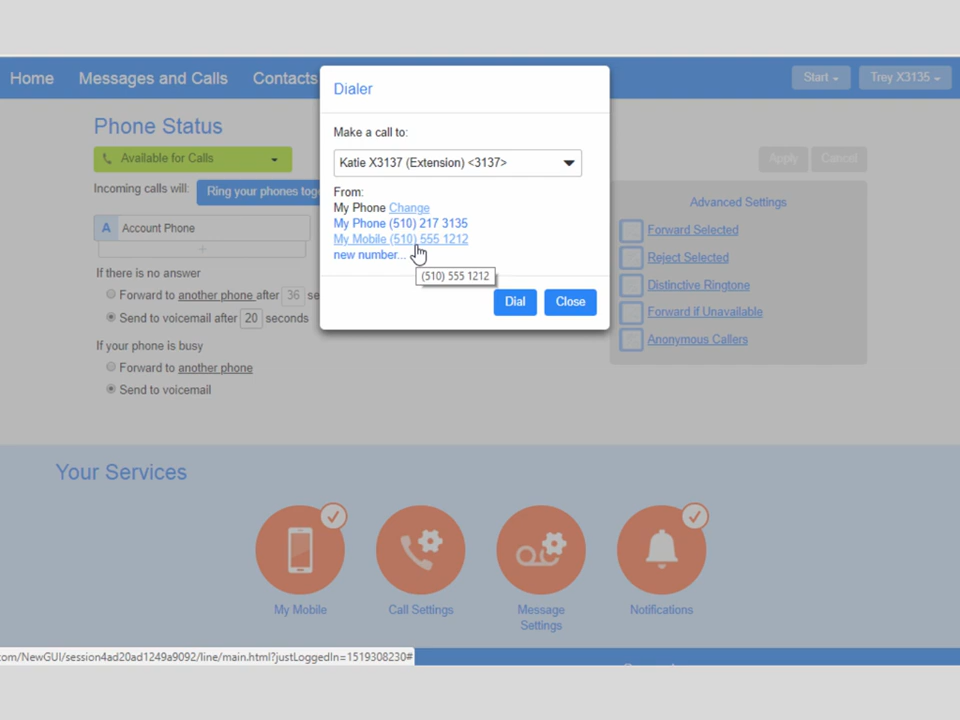 Home Messages and Calls Contacts Start Trey X3135
Dialer
Make a call to:
Katie X3137 (Extension) <3137>
From:
My Phone Change
My Phone (510) 217 3135
My Mobile (510) 555 1212
new number...
(510) 555 1212
Dial Close
Phone Status
Available for Calls
Incoming calls will: Ring your phones tog
A Account Phone
+
If there is no answer
Forward to another phone after 36 se
Send to voicemail after 20 seconds
If your phone is busy
Forward to another phone
Send to voicemail
Apply Cancel
Advanced Settings
Forward Selected
Reject Selected
Distinctive Ringtone
Forward if Unavailable
Anonymous Callers
Your Services
My Mobile
Call Settings
Message
Settings
Notifications
com/NewGUI/session4ad20ad1249a9092/line/main.html?justLoggedIn=1519308230#